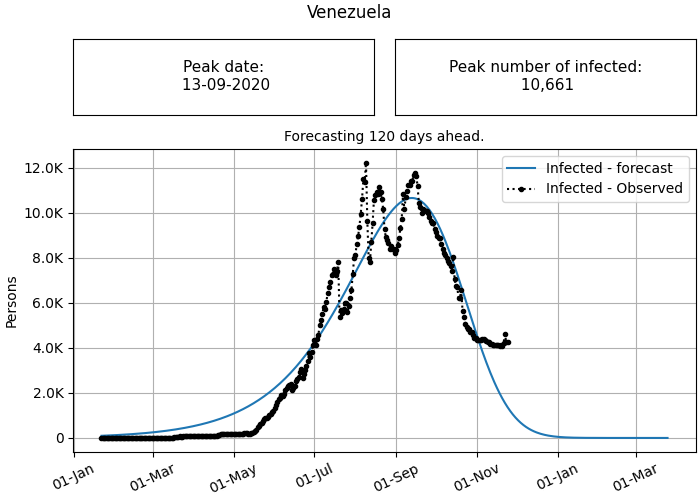 Venezuela
Peak date:
13-09-2020
Peak number of infected:
10,661
Forecasting 120 days ahead.
Infected - forecast
Infected - Observed
Persons
12.0K
10.0K
8.0K
6.0K
4.0K
2.0K
0
01-Jan
01-Mar
01-May
01-Jul
01-Sep
01-Nov
01-Jan
01-Mar